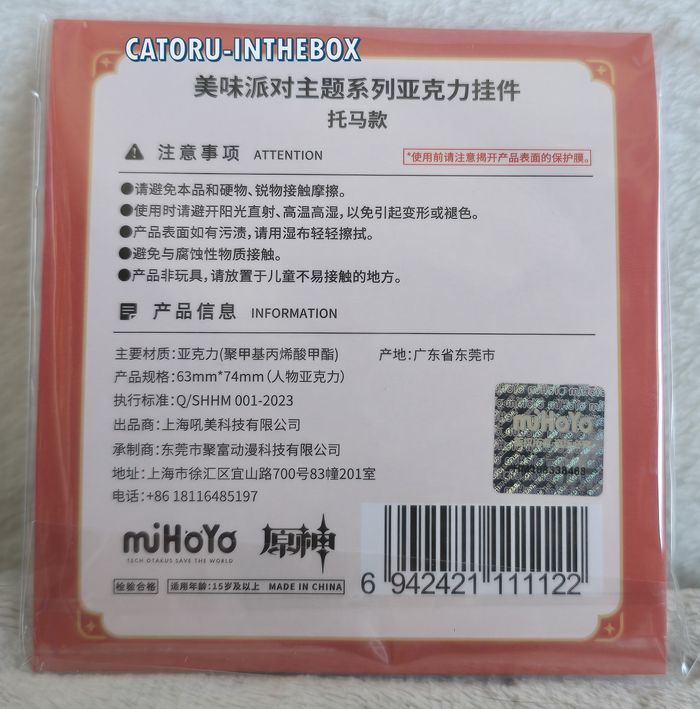 CATORU-INTHEBOX
美味派对主题系列亚克力挂件
托马款
注意事项 ATTENTION
*使用前请注意揭开产品表面的保护膜。
●请避免本品和硬物、锐物接触摩擦。
●使用时请避开阳光直射、高温高湿,以免引起变形或褪色。
●产品表面如有污渍,请用湿布轻轻擦拭。
●避免与腐蚀性物质接触。
●产品非玩具,请放置于儿童不易接触的地方。
产品信息 INFORMATION
主要材质:亚克力(聚甲基丙烯酸甲酯) 产地:广东省东莞市
产品规格:63mm*74mm(人物亚克力)
执行标准:Q/SHHM 001-2023
出品商:上海吼美科技有限公司
承制商:东莞市聚富动漫科技有限公司
地址:上海市徐汇区宜山路700号83幢201室
电话:+86 18116485197
miHoYo
miHoYo 原神
TECH OTAKUS SAVE THE WORLD
检验合格 适用年龄:15岁及以上 MADE IN CHINA
6 942421 111122